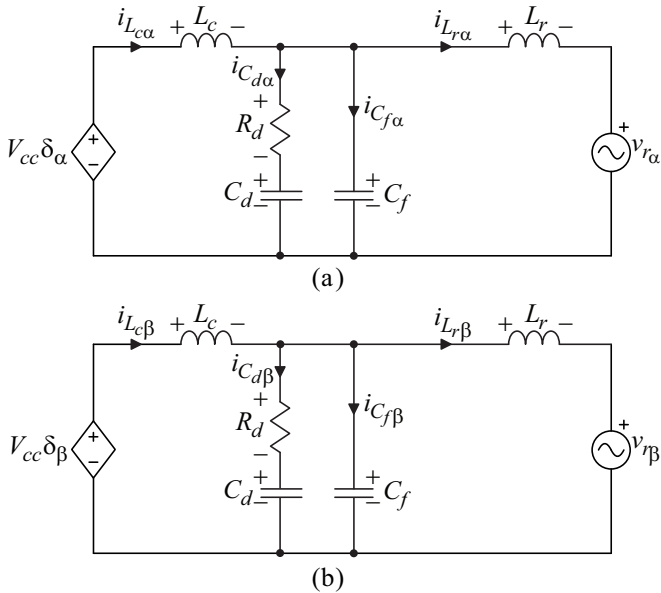 i_{L_{cα}} + L_c − i_{L_{rα}} + L_r −
i_{C_{dα}}
+ i_{C_{fα}} +
R_d
V_{cc}δ_α + − − v_{rα}
+ +
C_d − − C_f
(a)
i_{L_{cβ}} + L_c − i_{L_{rβ}} + L_r −
i_{C_{dβ}}
+ i_{C_{fβ}} +
R_d
V_{cc}δ_β + − − v_{rβ}
+ +
C_d − − C_f
(b)